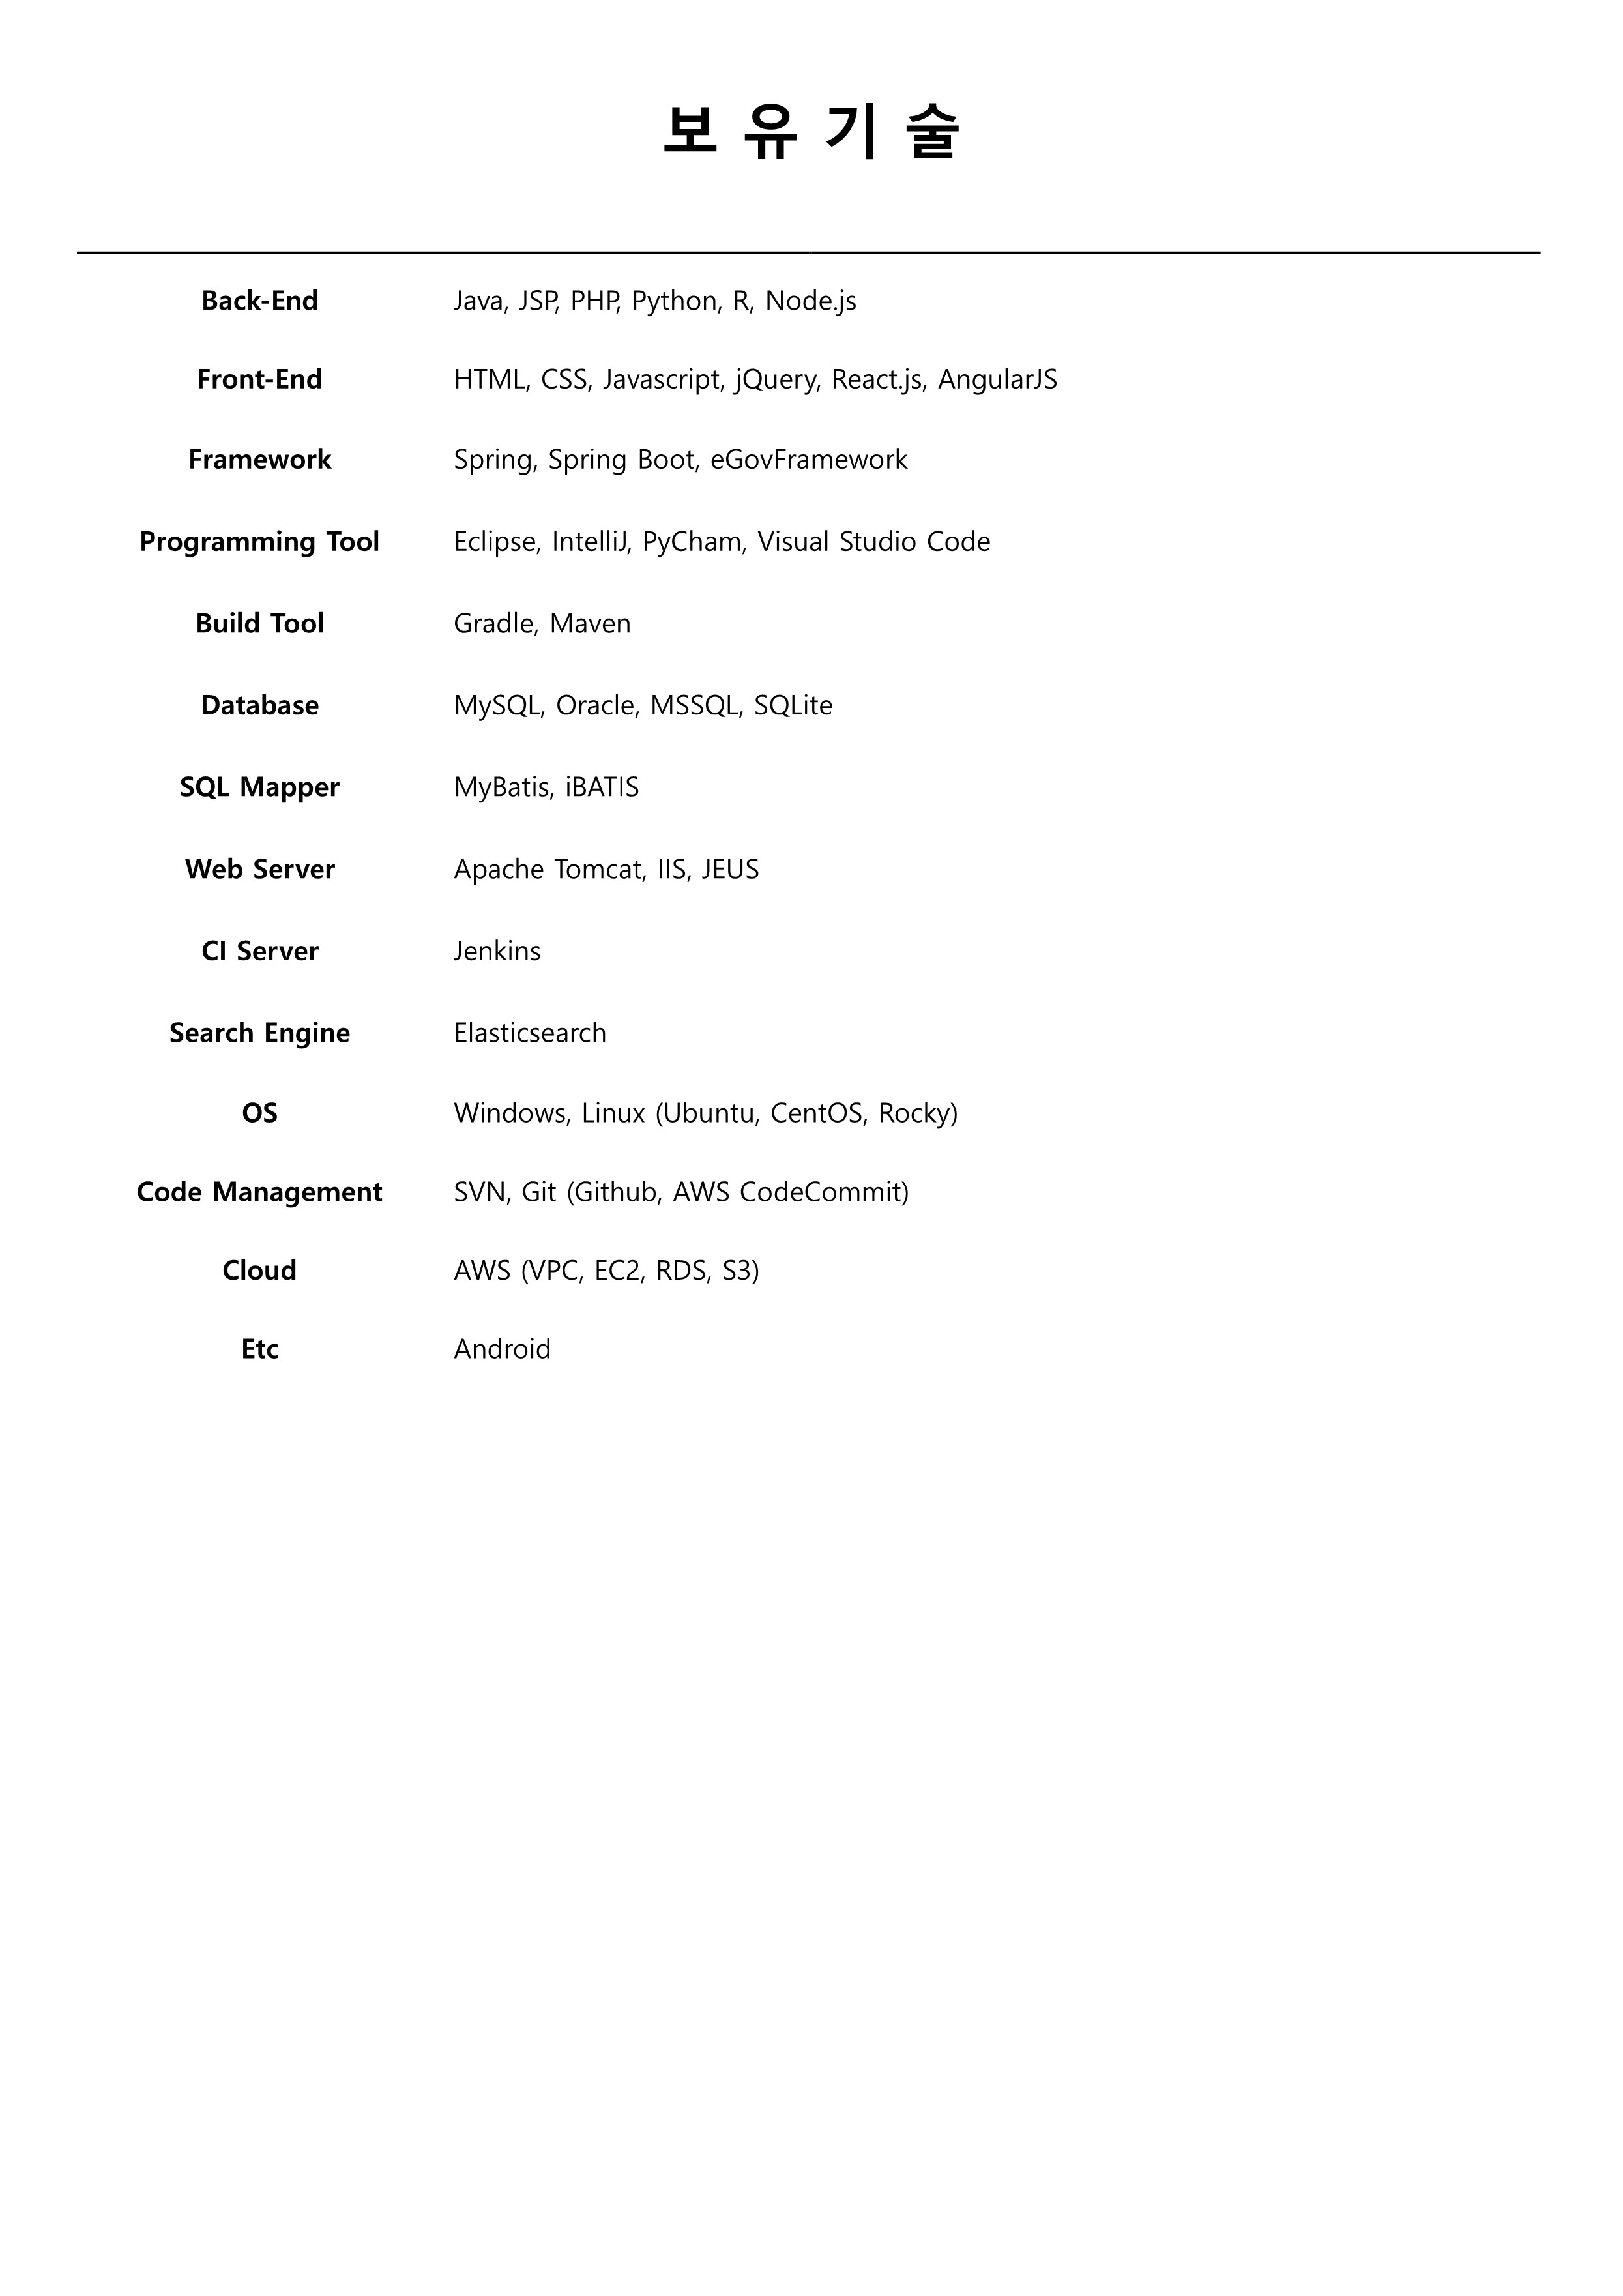 보 유 기 술
Back-End Java, JSP, PHP, Python, R, Node.js
Front-End HTML, CSS, Javascript, jQuery, React.js, AngularJS
Framework Spring, Spring Boot, eGovFramework
Programming Tool Eclipse, IntelliJ, PyCham, Visual Studio Code
Build Tool Gradle, Maven
Database MySQL, Oracle, MSSQL, SQLite
SQL Mapper MyBatis, iBATIS
Web Server Apache Tomcat, IIS, JEUS
CI Server Jenkins
Search Engine Elasticsearch
OS Windows, Linux (Ubuntu, CentOS, Rocky)
Code Management SVN, Git (Github, AWS CodeCommit)
Cloud AWS (VPC, EC2, RDS, S3)
Etc Android